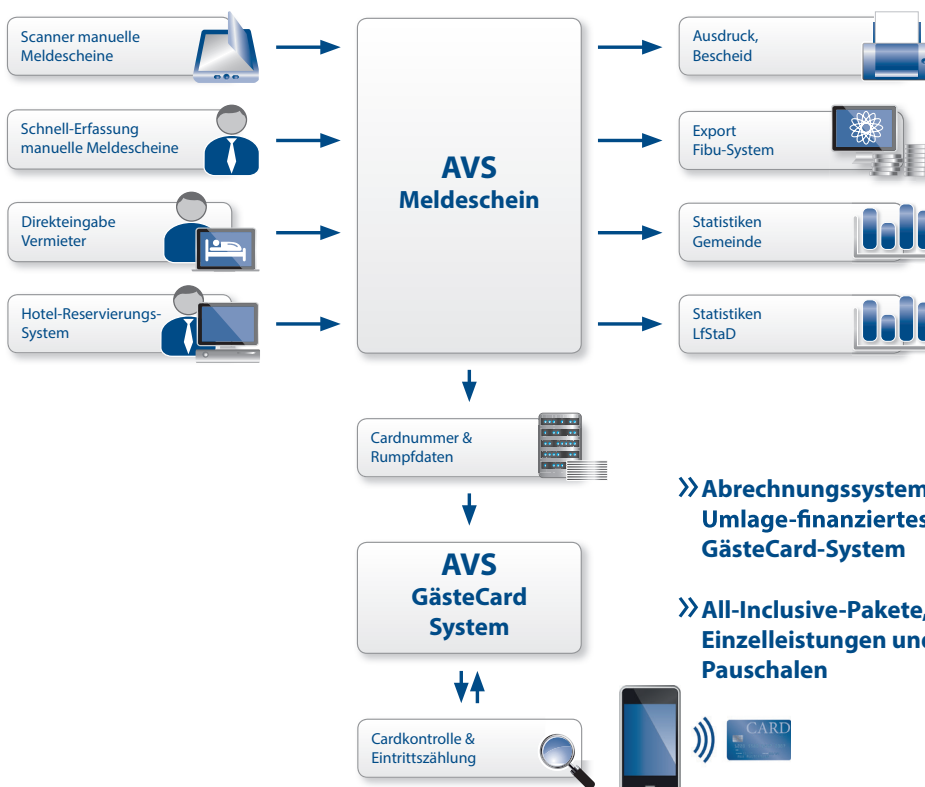 Scanner manuelle
Meldescheine
Schnell-Erfassung
manuelle Meldescheine
Direkteingabe
Vermieter
Hotel-Reservierungs-
System
AVS
Meldeschein
Ausdruck,
Bescheid
Export
Fibu-System
Statistiken
Gemeinde
Statistiken
LfStaD
Cardnummer &
Rumpfdaten
AVS
GästeCard
System
Cardkontrolle &
Eintrittszählung
» Abrechnungssystem
Umlage-finanziertes
GästeCard-System
» All-Inclusive-Pakete,
Einzelleistungen und
Pauschalen
CARD